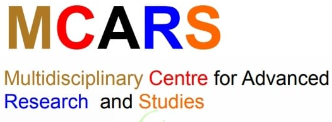 MCARS
Multidisciplinary Centre for Advanced
Research and Studies